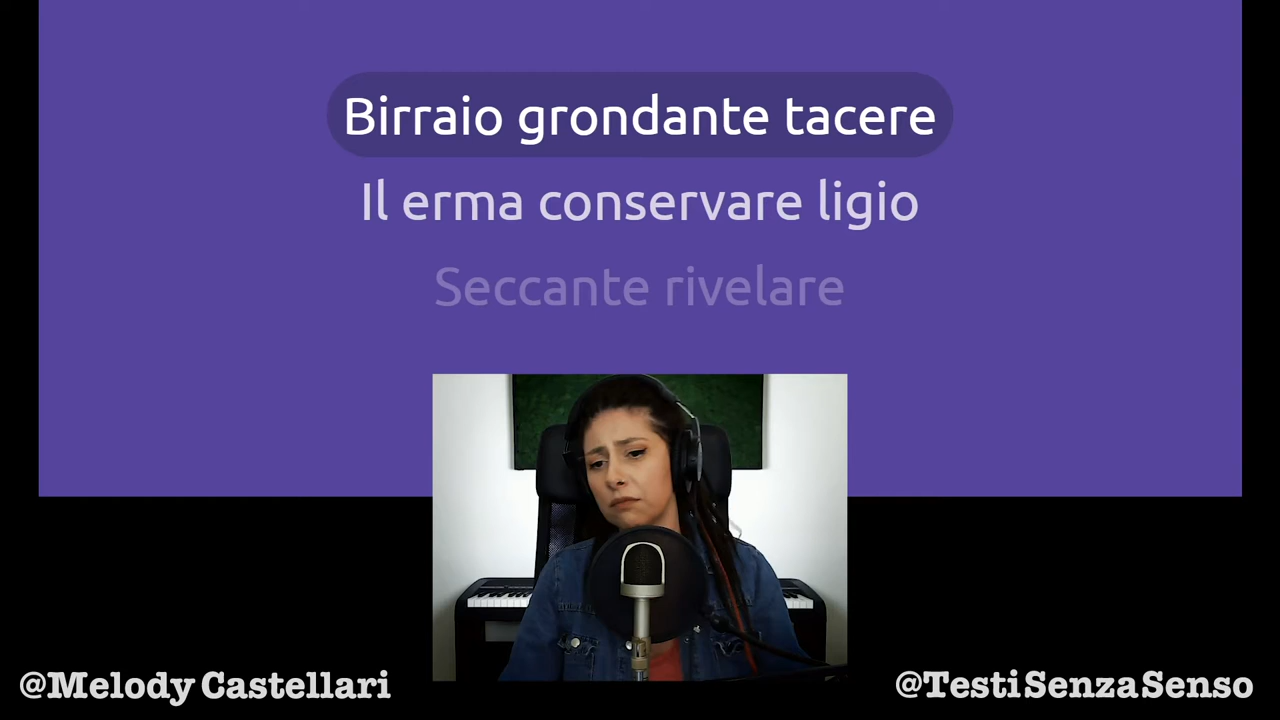 Birraio grondante tacere
Il erma conservare ligio
Seccante rivelare
@Melody Castellari
@TestiSenzaSenso